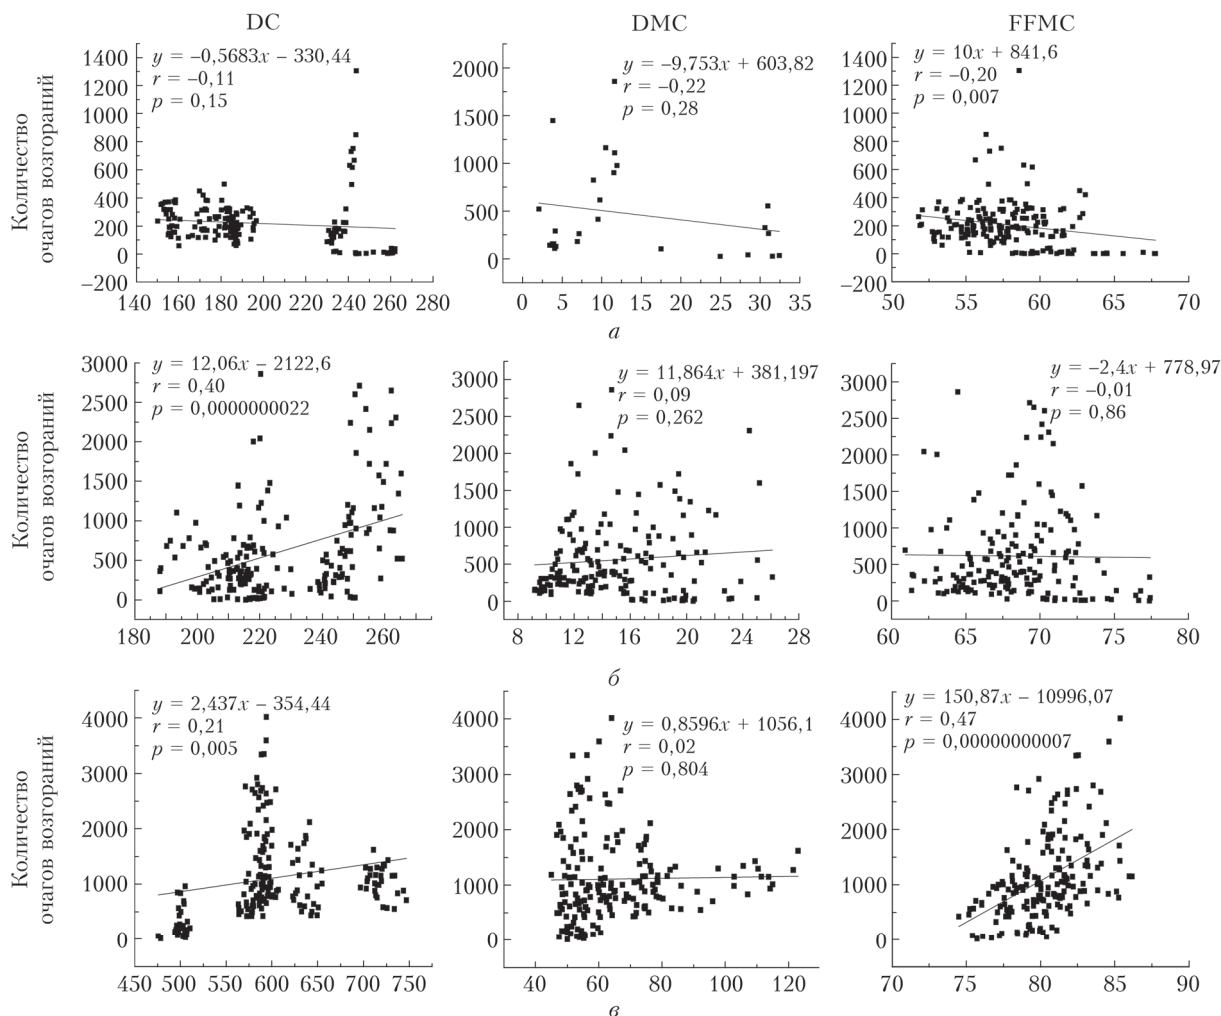 DC
DMC
FFMC
Количество
очагов возгораний
y = –0,5683x – 330,44
r = –0,11
p = 0,15
1400
1200
1000
800
600
400
200
0
–200
140 160 180 200 220 240 260 280
y = –9,753x + 603,82
r = –0,22
p = 0,28
2000
1500
1000
500
0
0 5 10 15 20 25 30 35
y = 10x + 841,6
r = –0,20
p = 0,007
1400
1200
1000
800
600
400
200
0
–200
50 55 60 65 70
а
Количество
очагов возгораний
y = 12,06x – 2122,6
r = 0,40
p = 0,0000000022
3000
2500
2000
1500
1000
500
0
180 200 220 240 260
y = 11,864x + 381,197
r = 0,09
p = 0,262
3000
2500
2000
1500
1000
500
0
8 12 16 20 24 28
y = –2,4x + 778,97
r = –0,01
p = 0,86
3000
2500
2000
1500
1000
500
0
60 65 70 75 80
б
Количество
очагов возгораний
y = 2,437x – 354,44
r = 0,21
p = 0,005
4000
3000
2000
1000
0
450 500 550 600 650 700 750
y = 0,8596x + 1056,1
r = 0,02
p = 0,804
4000
3000
2000
1000
0
40 60 80 100 120
y = 150,87x – 10996,07
r = 0,47
p = 0,00000000007
4000
3000
2000
1000
0
70 75 80 85 90
в